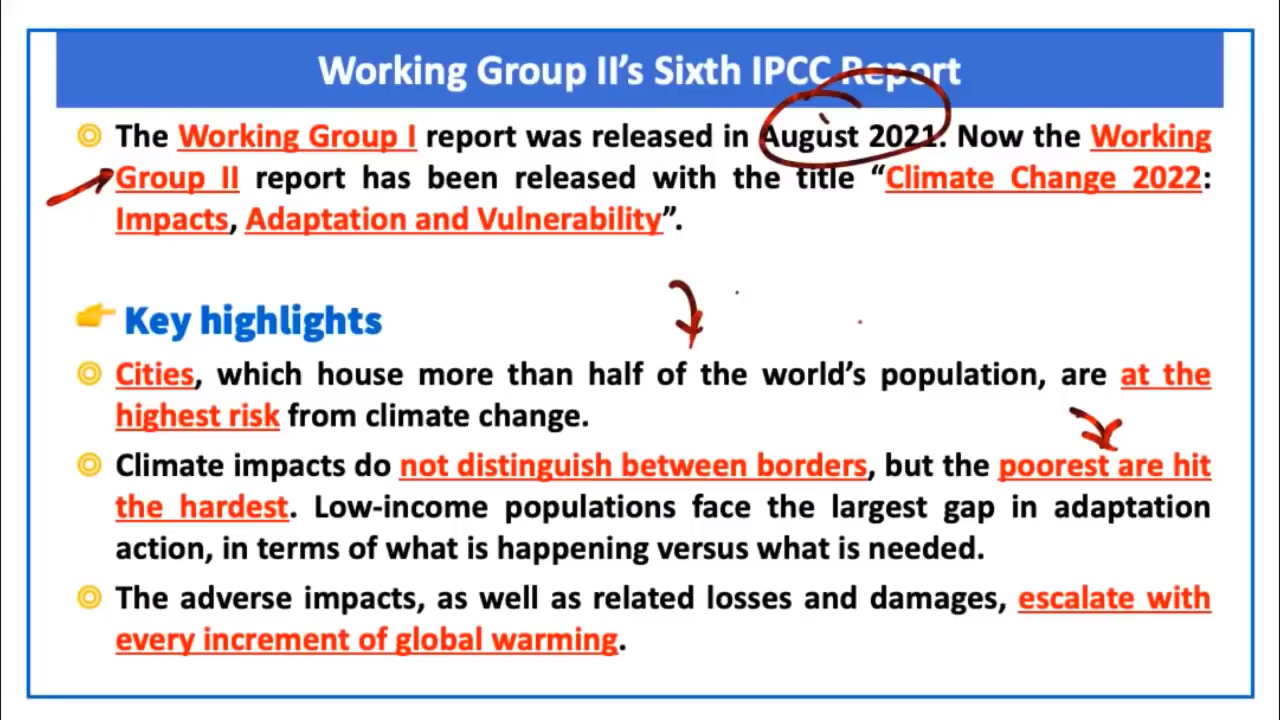 Working Group II's Sixth IPCC Report
The Working Group I report was released in August 2021. Now the Working
Group II report has been released with the title “Climate Change 2022:
Impacts, Adaptation and Vulnerability”.
Key highlights
Cities, which house more than half of the world's population, are at the
highest risk from climate change.
Climate impacts do not distinguish between borders, but the poorest are hit
the hardest. Low-income populations face the largest gap in adaptation
action, in terms of what is happening versus what is needed.
The adverse impacts, as well as related losses and damages, escalate with
every increment of global warming.